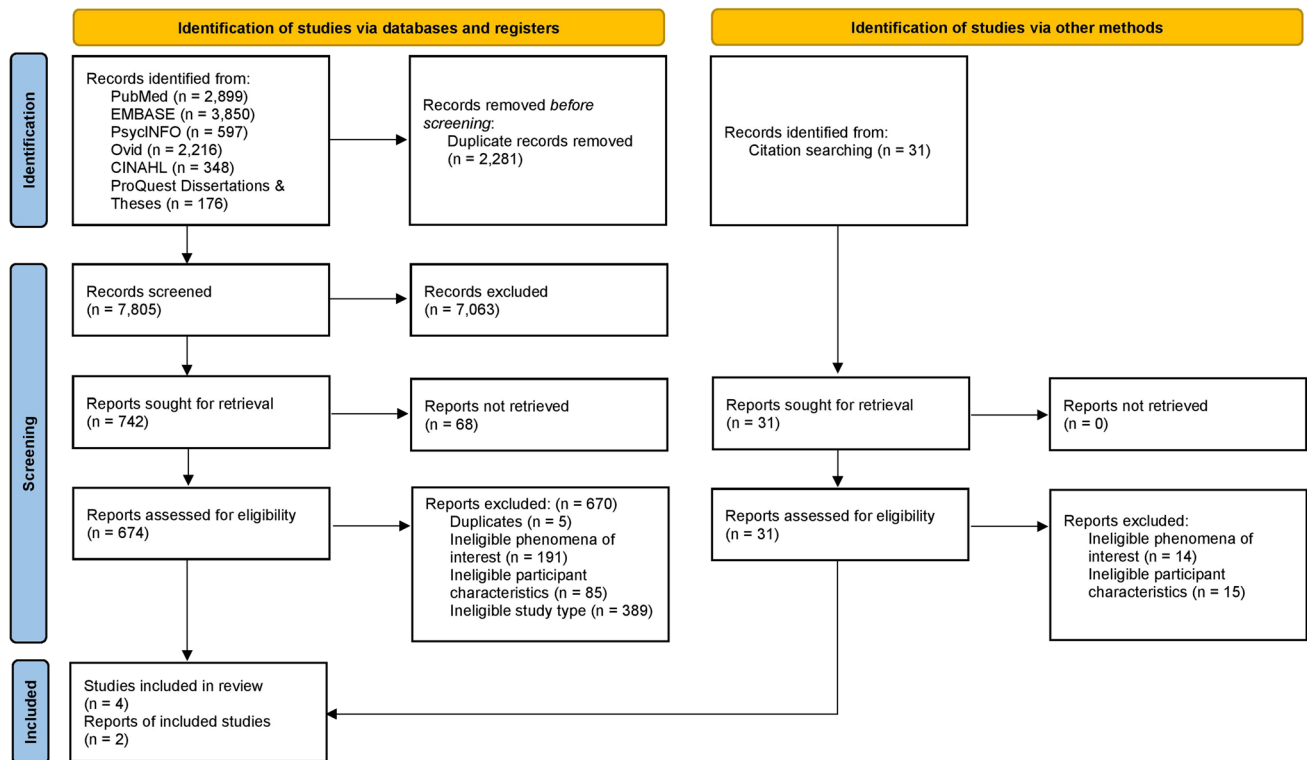 Identification of studies via databases and registers
Identification of studies via other methods
Identification
Records identified from:
PubMed (n = 2,899)
EMBASE (n = 3,850)
PsycINFO (n = 597)
Ovid (n = 2,216)
CINAHL (n = 348)
ProQuest Dissertations &
Theses (n = 176)
Records removed before
screening:
Duplicate records removed
(n = 2,281)
Records identified from:
Citation searching (n = 31)
Screening
Records screened
(n = 7,805)
Records excluded
(n = 7,063)
Reports sought for retrieval
(n = 742)
Reports not retrieved
(n = 68)
Reports sought for retrieval
(n = 31)
Reports not retrieved
(n = 0)
Reports assessed for eligibility
(n = 674)
Reports excluded: (n = 670)
Duplicates (n = 5)
Ineligible phenomena of
interest (n = 191)
Ineligible participant
characteristics (n = 85)
Ineligible study type (n = 389)
Reports assessed for eligibility
(n = 31)
Reports excluded:
Ineligible phenomena of
interest (n = 14)
Ineligible participant
characteristics (n = 15)
Included
Studies included in review
(n = 4)
Reports of included studies
(n = 2)